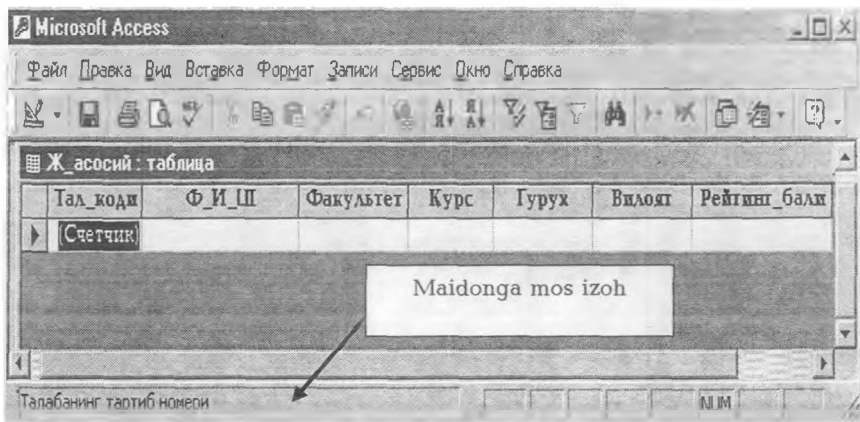 Microsoft Access
Файл Правка Вид Вставка Формат Записи Сервис Окно Справка
Ж_асосий : таблица
Тал_коди Ф_И_Ш Факультет Курс Гурух Вилоят Рейтинг_бали
(Счетчик)
Maidonga mos izoh
Талабанинг тартиб номери
NUM